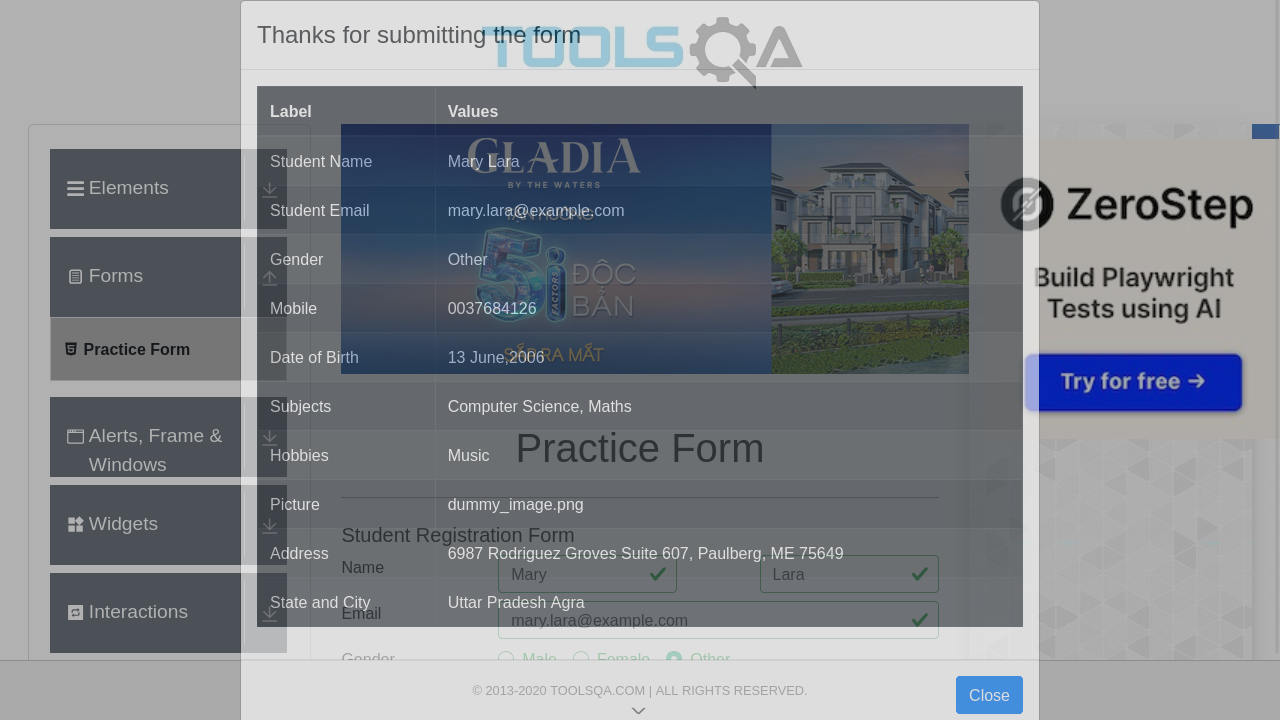 Thanks for submitting the form
TOOLSQA
Label Values
Student Name Mary Lara
Student Email mary.lara@example.com
Gender Other
Mobile 0037684126
Date of Birth 13 June,2006
Subjects Computer Science, Maths
Hobbies Music
Picture dummy_image.png
Address 6987 Rodriguez Groves Suite 607, Paulberg, ME 75649
State and City Uttar Pradesh Agra
Close
Elements
Forms
Practice Form
Alerts, Frame &
Windows
Widgets
Interactions
GLADIA
BY THE WATERS
5
FACTORS
ĐỘC
BẢN
SẮP RA MẮT
Practice Form
Student Registration Form
Name Mary Lara
Email mary.lara@example.com
Gender Male Female Other
ZeroStep
Build Playwright
Tests using AI
Try for free →
© 2013-2020 TOOLSQA.COM | ALL RIGHTS RESERVED.